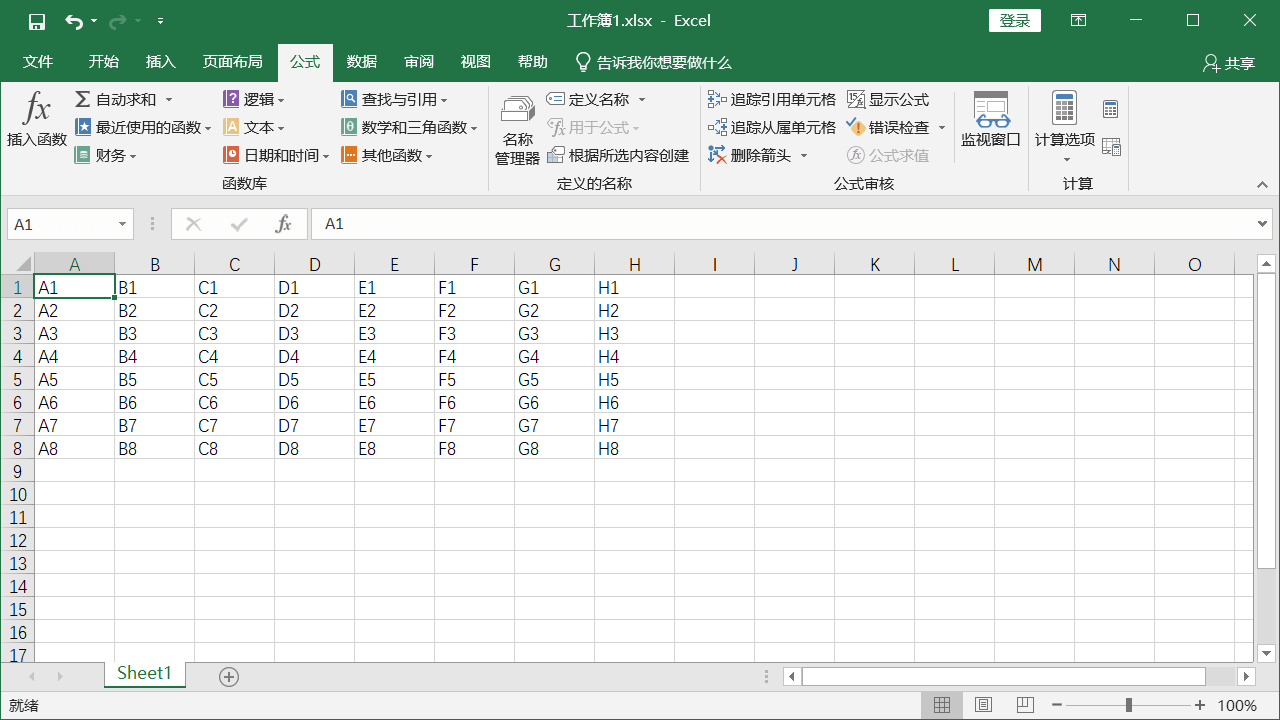 工作簿1.xlsx - Excel
登录
文件 开始 插入 页面布局 公式 数据 审阅 视图 帮助 告诉我你想要做什么 共享
fx 插入函数
自动求和
最近使用的函数
财务
逻辑
文本
日期和时间
查找与引用
数学和三角函数
其他函数
函数库
名称
管理器
定义名称
用于公式
根据所选内容创建
定义的名称
追踪引用单元格
追踪从属单元格
删除箭头
显示公式
错误检查
公式求值
公式审核
监视窗口
计算选项
计算
A1 fx A1
A B C D E F G H I J K L M N O
1 A1 B1 C1 D1 E1 F1 G1 H1
2 A2 B2 C2 D2 E2 F2 G2 H2
3 A3 B3 C3 D3 E3 F3 G3 H3
4 A4 B4 C4 D4 E4 F4 G4 H4
5 A5 B5 C5 D5 E5 F5 G5 H5
6 A6 B6 C6 D6 E6 F6 G6 H6
7 A7 B7 C7 D7 E7 F7 G7 H7
8 A8 B8 C8 D8 E8 F8 G8 H8
9
10
11
12
13
14
15
16
17
Sheet1
就绪 100%